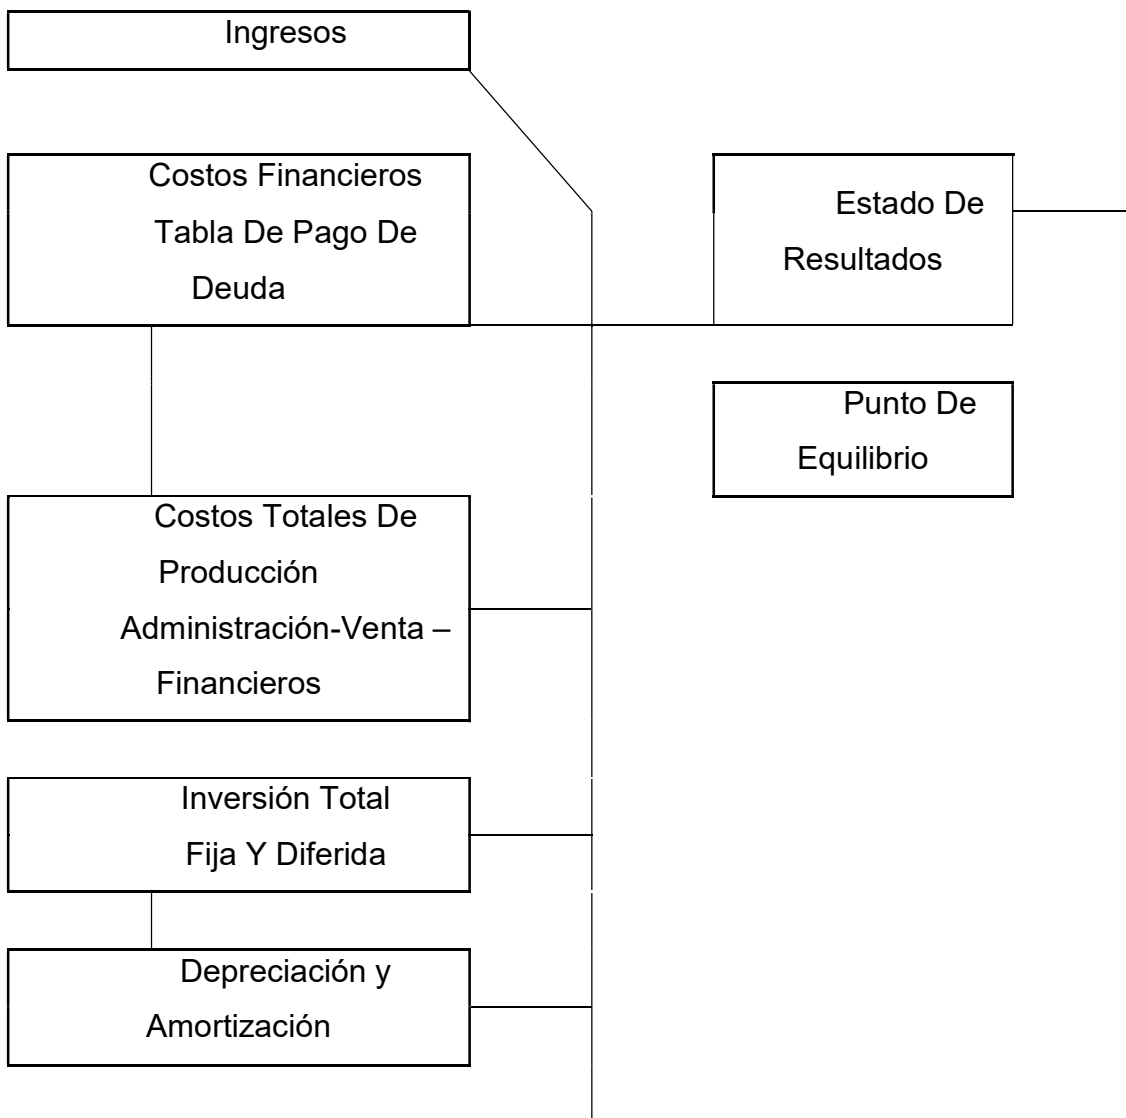 Ingresos
Costos Financieros
Tabla De Pago De
Deuda
Estado De
Resultados
Punto De
Equilibrio
Costos Totales De
Producción
Administración-Venta –
Financieros
Inversión Total
Fija Y Diferida
Depreciación y
Amortización